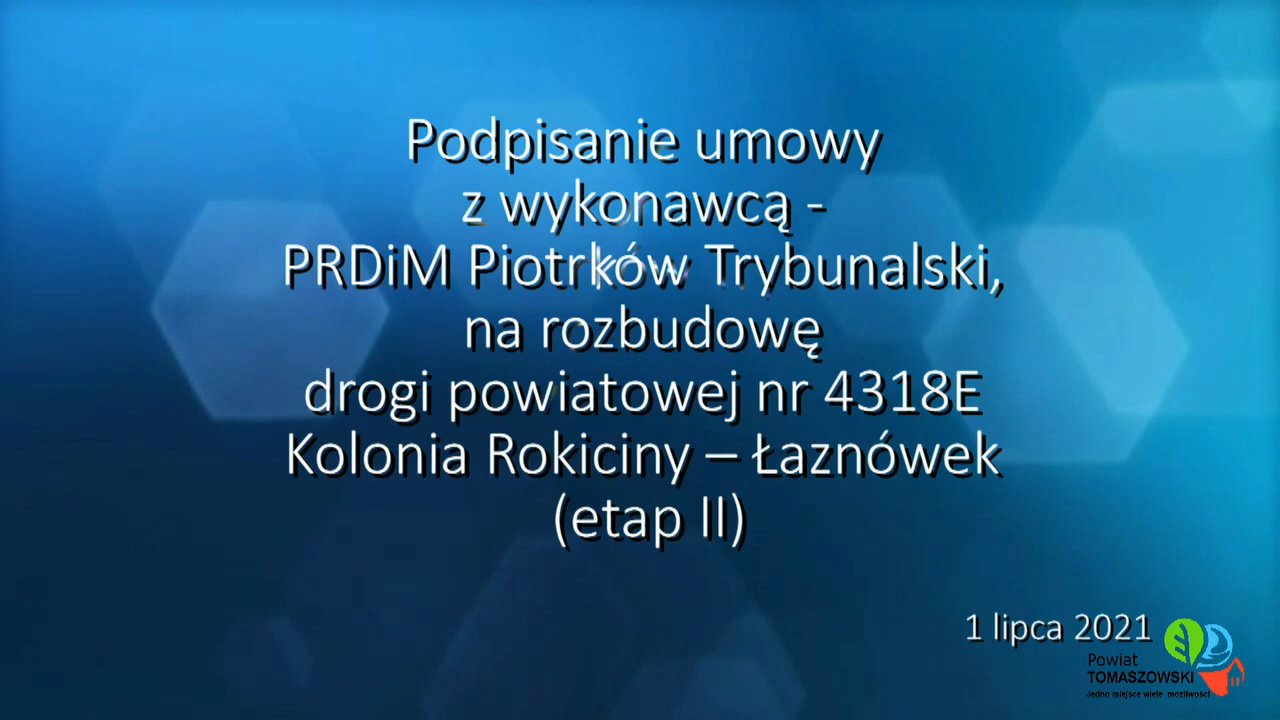 Podpisanie umowy
z wykonawcą -
PRDiM Piotrków Trybunalski,
na rozbudowę
drogi powiatowej nr 4318E
Kolonia Rokiciny – Łaznówek
(etap II)
1 lipca 2021
Powiat
TOMASZOWSKI
Jedno miejsce wiele możliwości